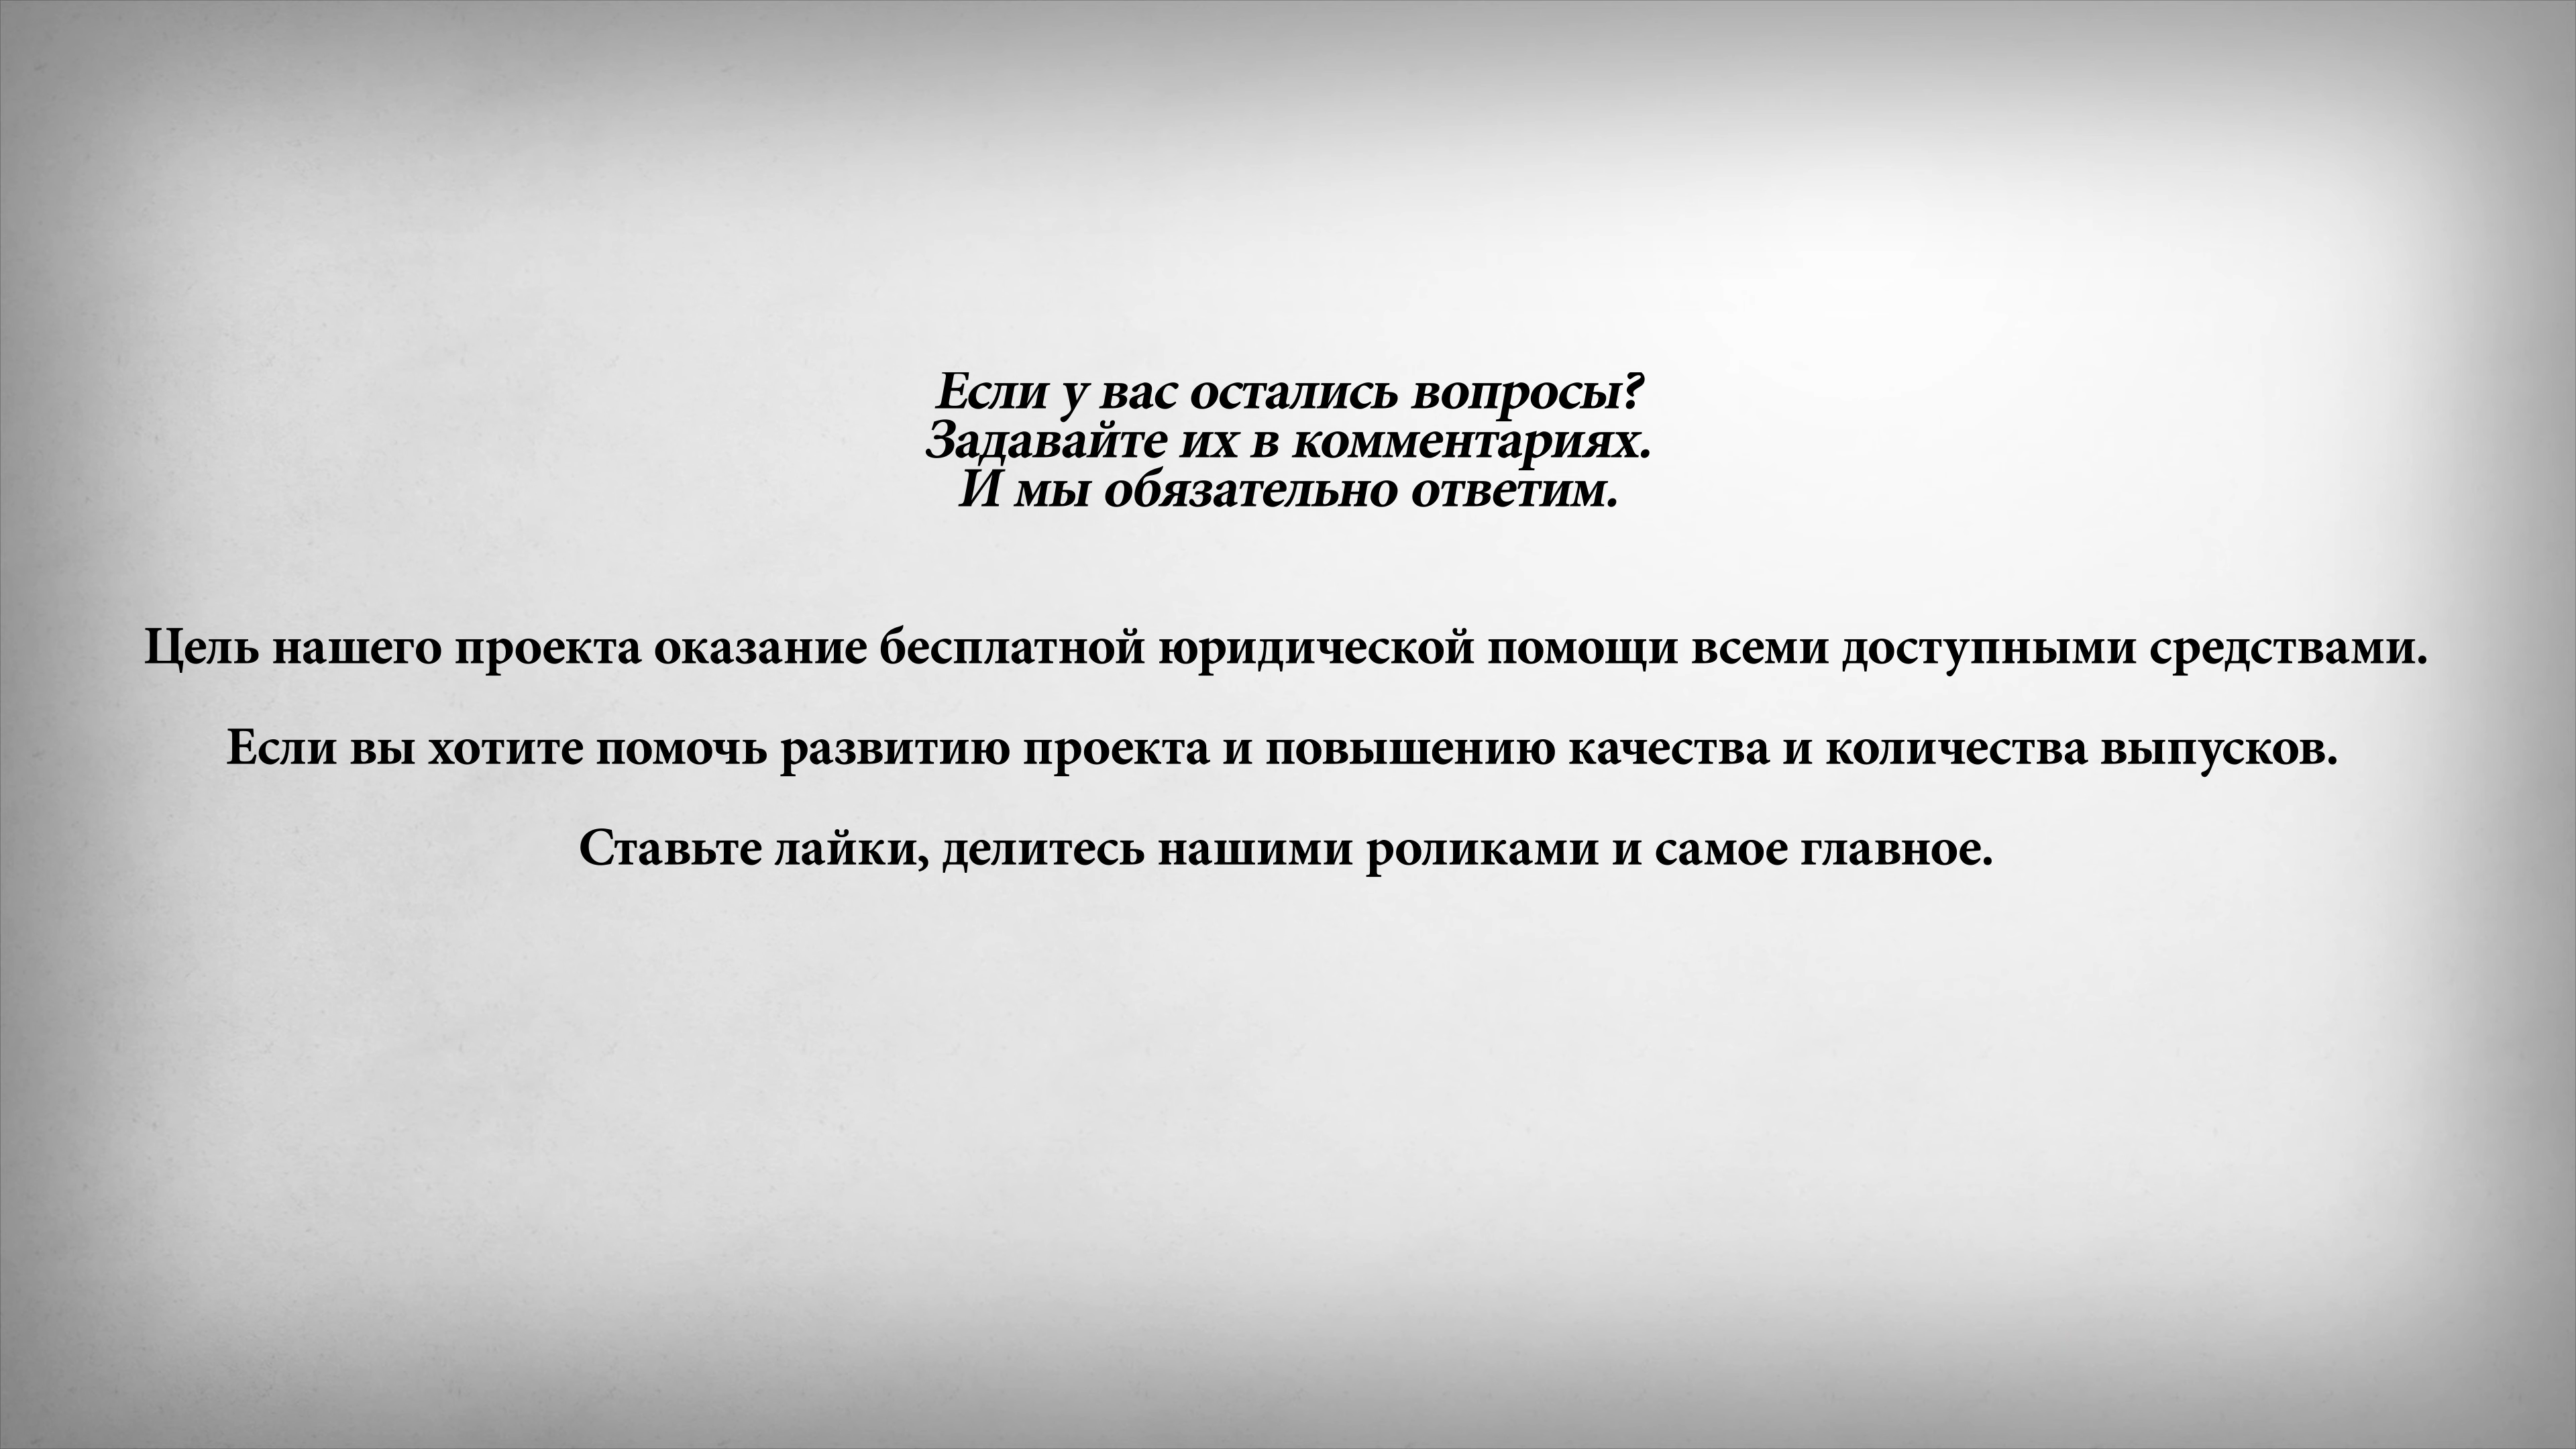 Если у вас остались вопросы?
Задавайте их в комментариях.
И мы обязательно ответим.
Цель нашего проекта оказание бесплатной юридической помощи всеми доступными средствами.
Если вы хотите помочь развитию проекта и повышению качества и количества выпусков.
Ставьте лайки, делитесь нашими роликами и самое главное.